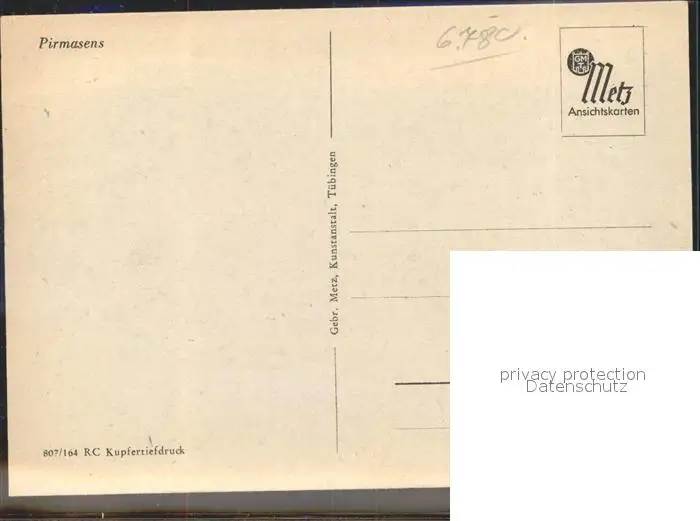 Pirmasens
6.780.
GM
T
Metz
Ansichtskarten
Gebr. Metz, Kunstanstalt, Tübingen
privacy protection
Datenschutz
807/164 RC Kupfertiefdruck